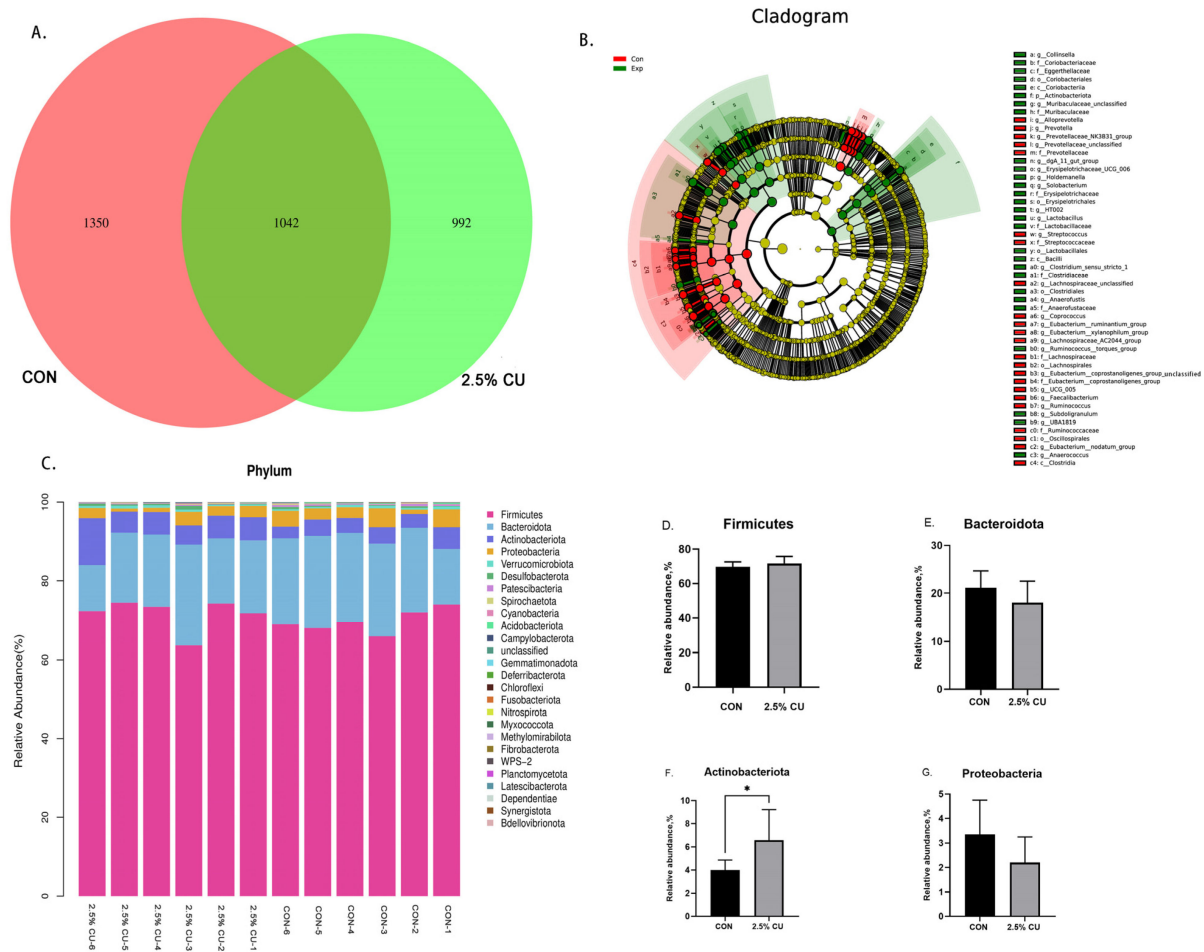 A.
1350
1042
992
CON
2.5% CU
Cladogram
B.
Con
Exp
a: g__Collinsella
b: f__Coriobacteriaceae
c: f__Eggerthellaceae
d: o__Coriobacteriales
e: c__Coriobacteriia
f: p__Actinobacteriota
g: g__Muribaculaceae_unclassified
h: f__Muribaculaceae
i: g__Alloprevotella
j: g__Prevotella
k: g__Prevotellaceae_NK3B31_group
l: g__Prevotellaceae_unclassified
m: f__Prevotellaceae
n: g__dgA_11_gut_group
o: g__Erysipelotrichaceae_UCG_006
p: g__Holdemanella
q: g__Solobacterium
r: f__Erysipelotrichaceae
s: o__Erysipelotrichales
t: g__HT002
u: g__Lactobacillus
v: f__Lactobacillaceae
w: g__Streptococcus
x: f__Streptococcaceae
y: o__Lactobacillales
z: c__Bacilli
a0: g__Clostridium_sensu_stricto_1
a1: f__Clostridiaceae
a2: g__Lachnospiraceae_unclassified
a3: o__Clostridiales
a4: g__Anaerofustis
a5: f__Anaerofustaceae
a6: g__Coprococcus
a7: g__Eubacterium__ruminantium_group
a8: g__Eubacterium__xylanophilum_group
a9: g__Lachnospiraceae_AC2044_group
b0: g__Ruminococcus__torques_group
b1: f__Lachnospiraceae
b2: o__Lachnospirales
b3: g__Eubacterium__coprostanoligenes_group_unclassified
b4: f__Eubacterium__coprostanoligenes_group
b5: g__UCG_005
b6: g__Faecalibacterium
b7: g__Ruminococcus
b8: g__Subdoligranulum
b9: g__UBA1819
c0: f__Ruminococcaceae
c1: o__Oscillospirales
c2: g__Eubacterium__nodatum_group
c3: g__Anaerococcus
c4: c__Clostridia
C.
Phylum
Relative Abundance(%)
100
80
60
40
20
0
2.5% CU-6
2.5% CU-5
2.5% CU-4
2.5% CU-3
2.5% CU-2
2.5% CU-1
CON-6
CON-5
CON-4
CON-3
CON-2
CON-1
Firmicutes
Bacteroidota
Actinobacteriota
Proteobacteria
Verrucomicrobiota
Desulfobacterota
Patescibacteria
Spirochaetota
Cyanobacteria
Acidobacteriota
Campylobacterota
unclassified
Gemmatimonadota
Deferribacterota
Chloroflexi
Fusobacteriota
Nitrospirota
Myxococcota
Methylomirabilota
Fibrobacterota
WPS-2
Planctomycetota
Latescibacterota
Dependentiae
Synergistota
Bdellovibrionota
D.
Firmicutes
Relative abundance,%
80
60
40
20
0
CON
2.5% CU
E.
Bacteroidota
Relative abundance,%
30
20
10
0
CON
2.5% CU
F.
Actinobacteriota
Relative abundance,%
10
8
6
4
2
0
*
CON
2.5% CU
G.
Proteobacteria
Relative abundance,%
5
4
3
2
1
0
CON
2.5% CU